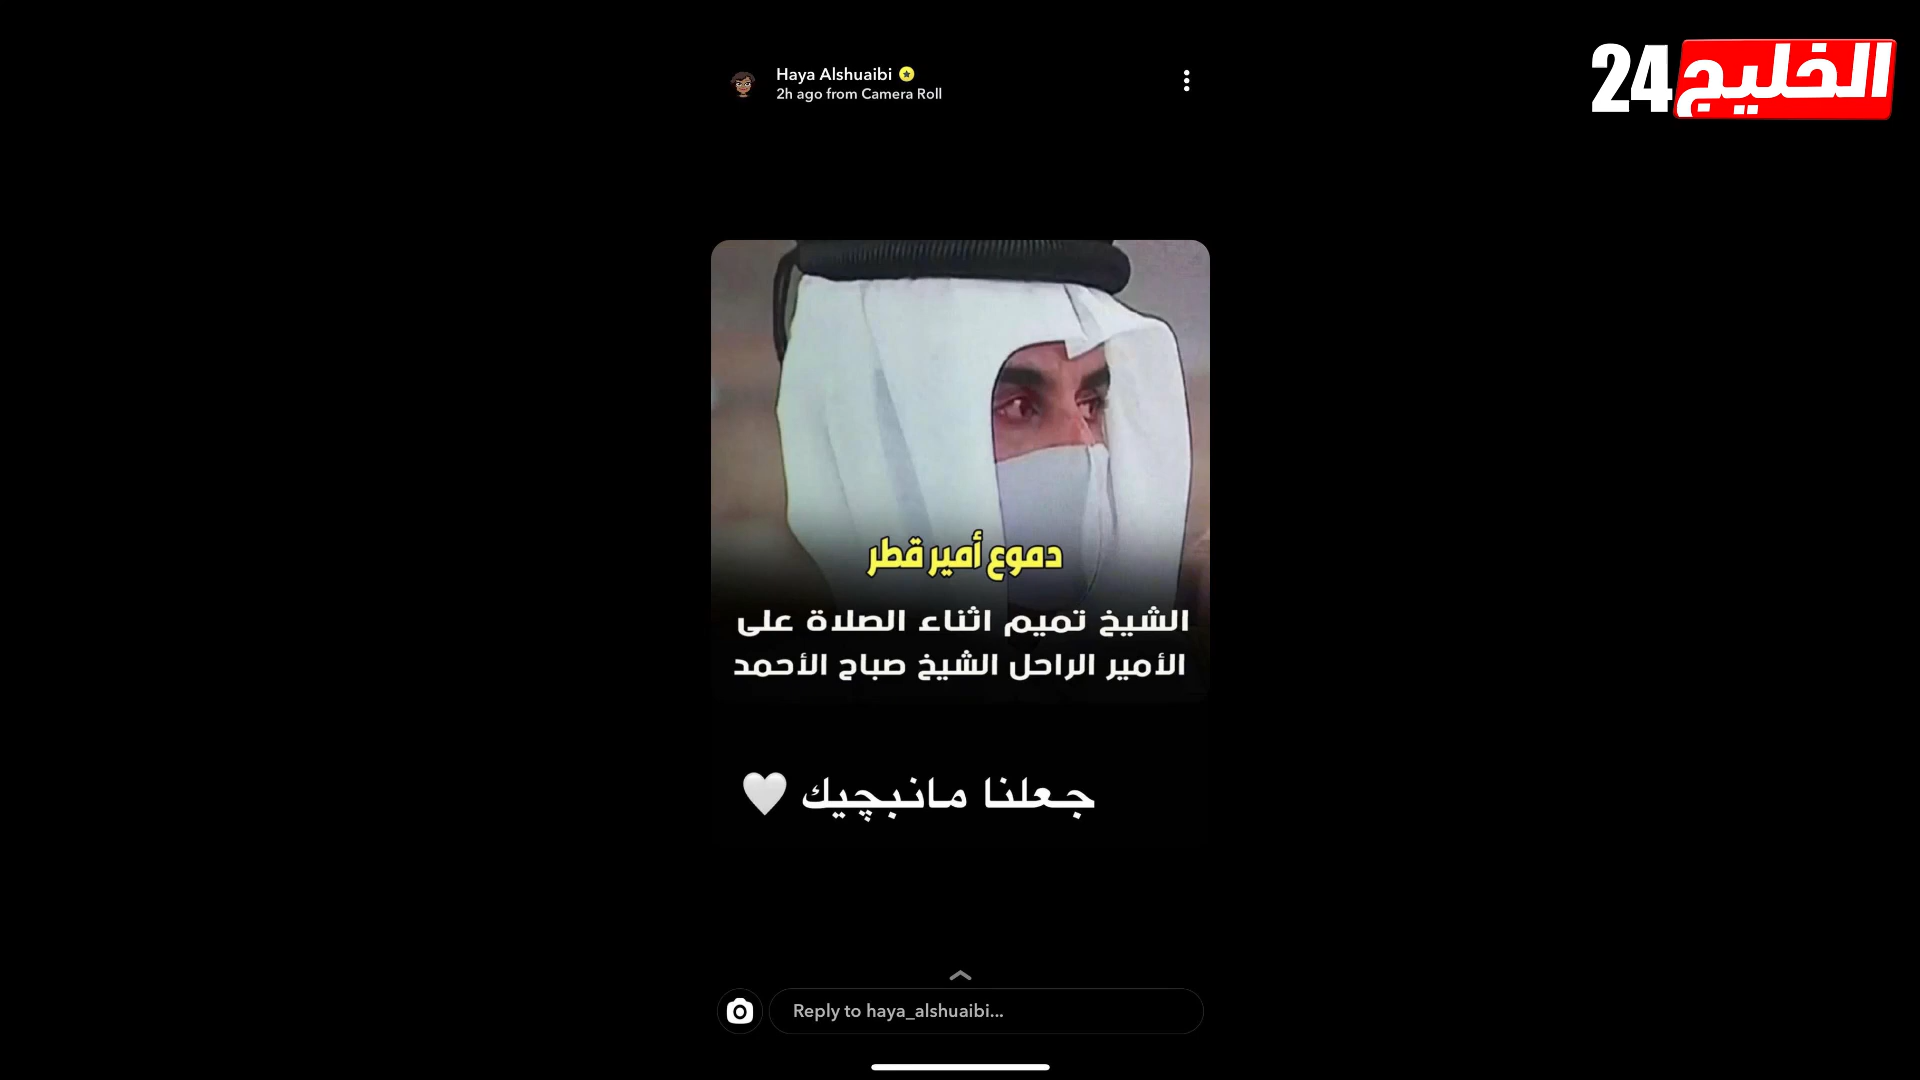 Haya Alshuaibi
2h ago from Camera Roll
24 الخليج
دموع أمير قطر
الشيخ تميم اثناء الصلاة على
الأمير الراحل الشيخ صباح الأحمد
جعلنا مانبچيك 🤍
Reply to haya_alshuaibi...